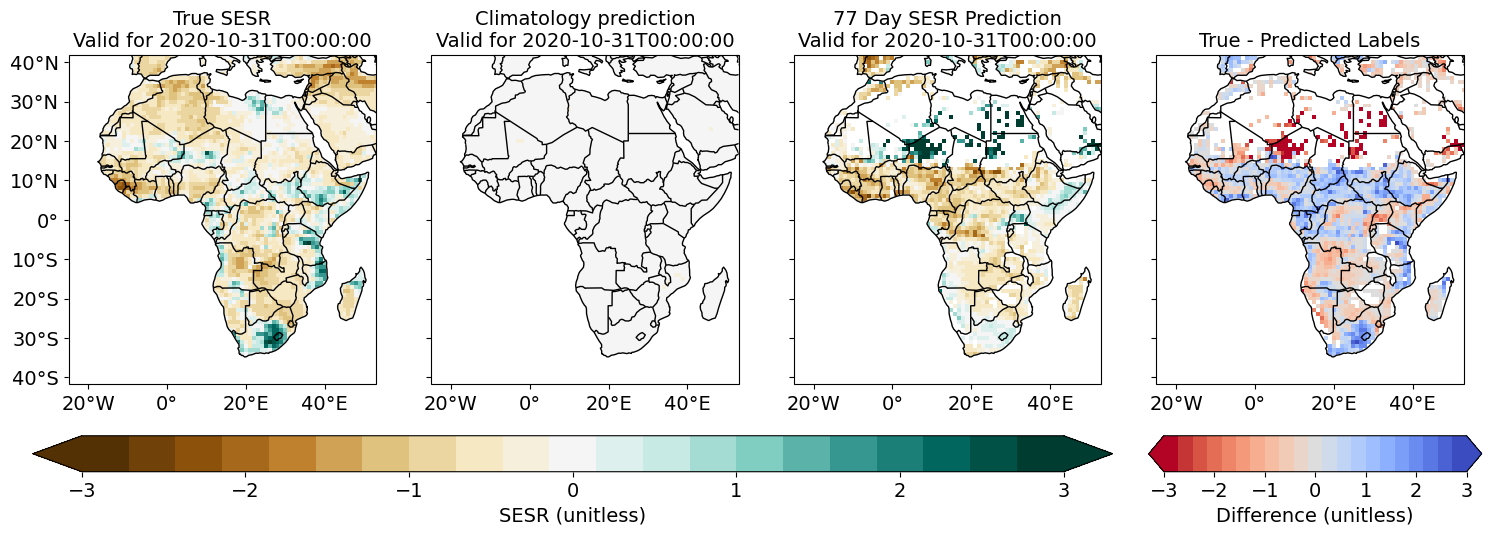 True SESR
Valid for 2020-10-31T00:00:00
Climatology prediction
Valid for 2020-10-31T00:00:00
77 Day SESR Prediction
Valid for 2020-10-31T00:00:00
True - Predicted Labels
40°N
30°N
20°N
10°N
0°
10°S
20°S
30°S
40°S
20°W 0° 20°E 40°E
20°W 0° 20°E 40°E
20°W 0° 20°E 40°E
20°W 0° 20°E 40°E
−3 −2 −1 0 1 2 3
SESR (unitless)
−3 −2 −1 0 1 2 3
Difference (unitless)